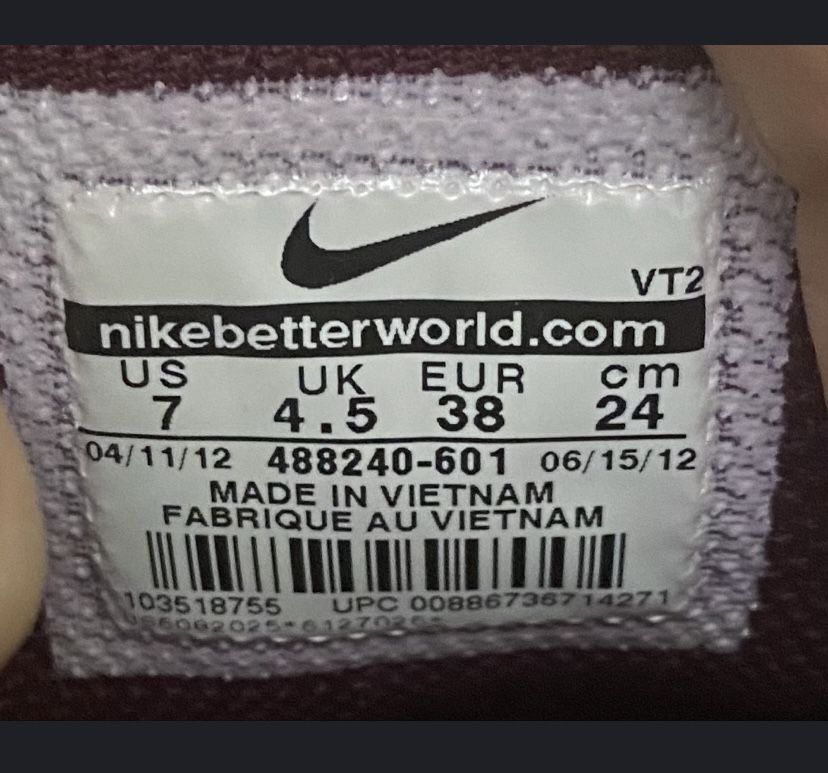 VT2
nikebetterworld.com
US UK EUR cm
7 4.5 38 24
04/11/12 488240-601 06/15/12
MADE IN VIETNAM
FABRIQUE AU VIETNAM
103518755 UPC 00886736714271